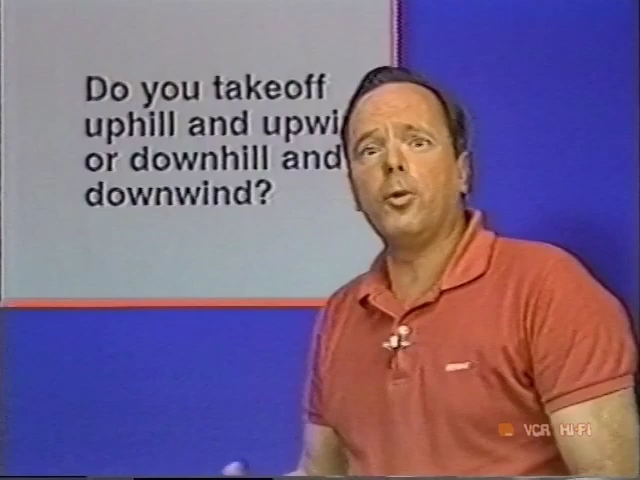 Do you takeoff
uphill and upwi
or downhill and
downwind?
VCR HI-FI